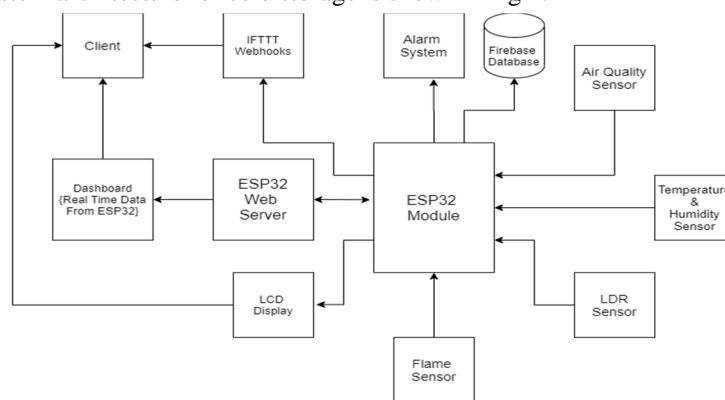 Client
IFTTT
Webhooks
Alarm
System
Firebase
Database
Air Quality
Sensor
Dashboard
{Real Time Data
From ESP32}
ESP32
Web
Server
ESP32
Module
Temperature
&
Humidity
Sensor
LCD
Display
LDR
Sensor
Flame
Sensor